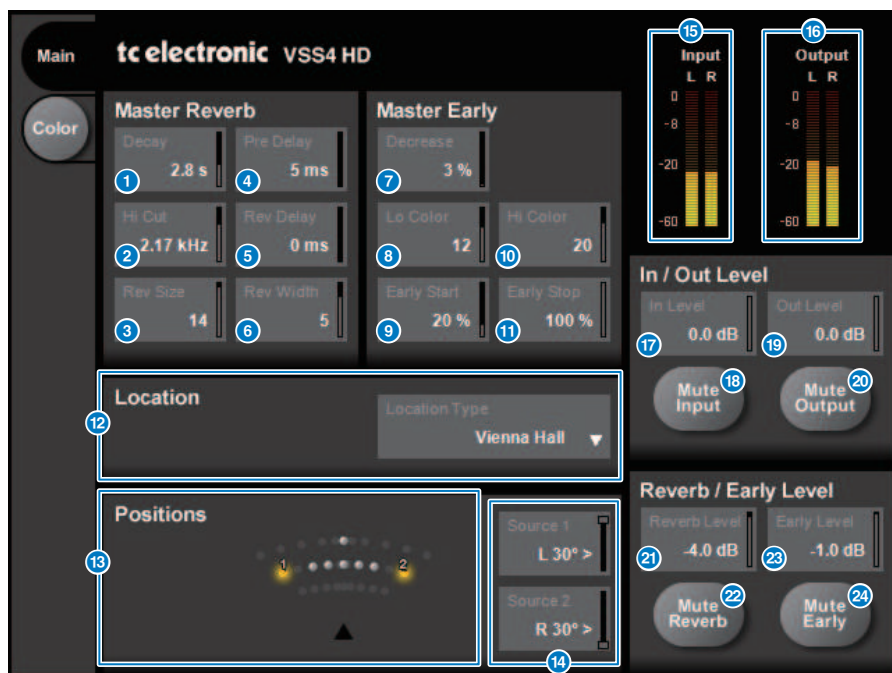 Main
Color
tc electronic VSS4 HD
Master Reverb
Decay
2.8 s
1
Pre Delay
5 ms
4
Hi Cut
2.17 kHz
2
Rev Delay
0 ms
5
Rev Size
14
3
Rev Width
5
6
Master Early
Decrease
3 %
7
Lo Color
12
8
Hi Color
20
10
Early Start
20 %
9
Early Stop
100 %
11
12
Location
Location Type
Vienna Hall
13
Positions
1
2
Source 1
L 30° >
Source 2
R 30° >
14
15
Input
L R
0
-8
-20
-60
16
Output
L R
0
-8
-20
-60
In / Out Level
In Level
0.0 dB
17
Out Level
0.0 dB
19
Mute
Input
18
Mute
Output
20
Reverb / Early Level
Reverb Level
-4.0 dB
21
Early Level
-1.0 dB
23
Mute
Reverb
22
Mute
Early
24